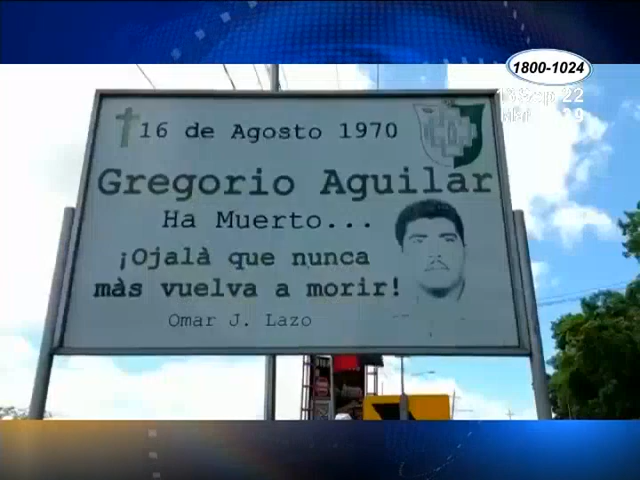 1800-1024
16 de Agosto 1970
Gregorio Aguilar
Ha Muerto...
¡Ojalà que nunca
màs vuelva a morir!
Omar J. Lazo